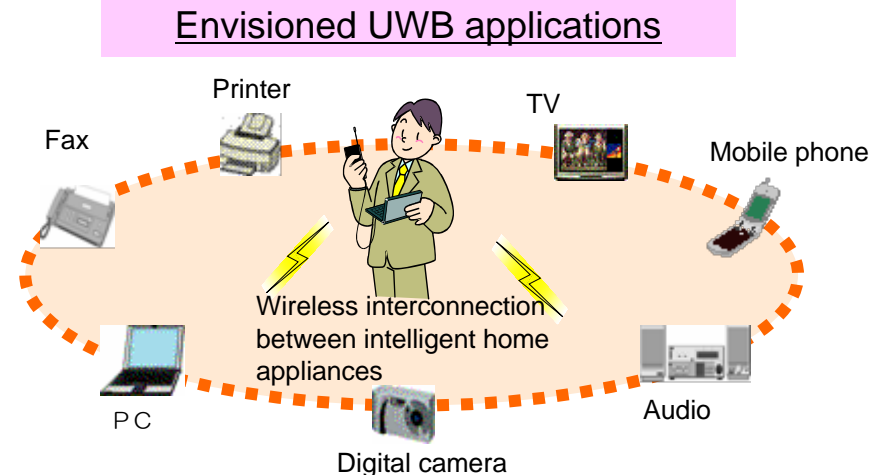 Envisioned UWB applications
Printer
TV
Fax
Mobile phone
Wireless interconnection
between intelligent home
appliances
ＰＣ
Audio
Digital camera